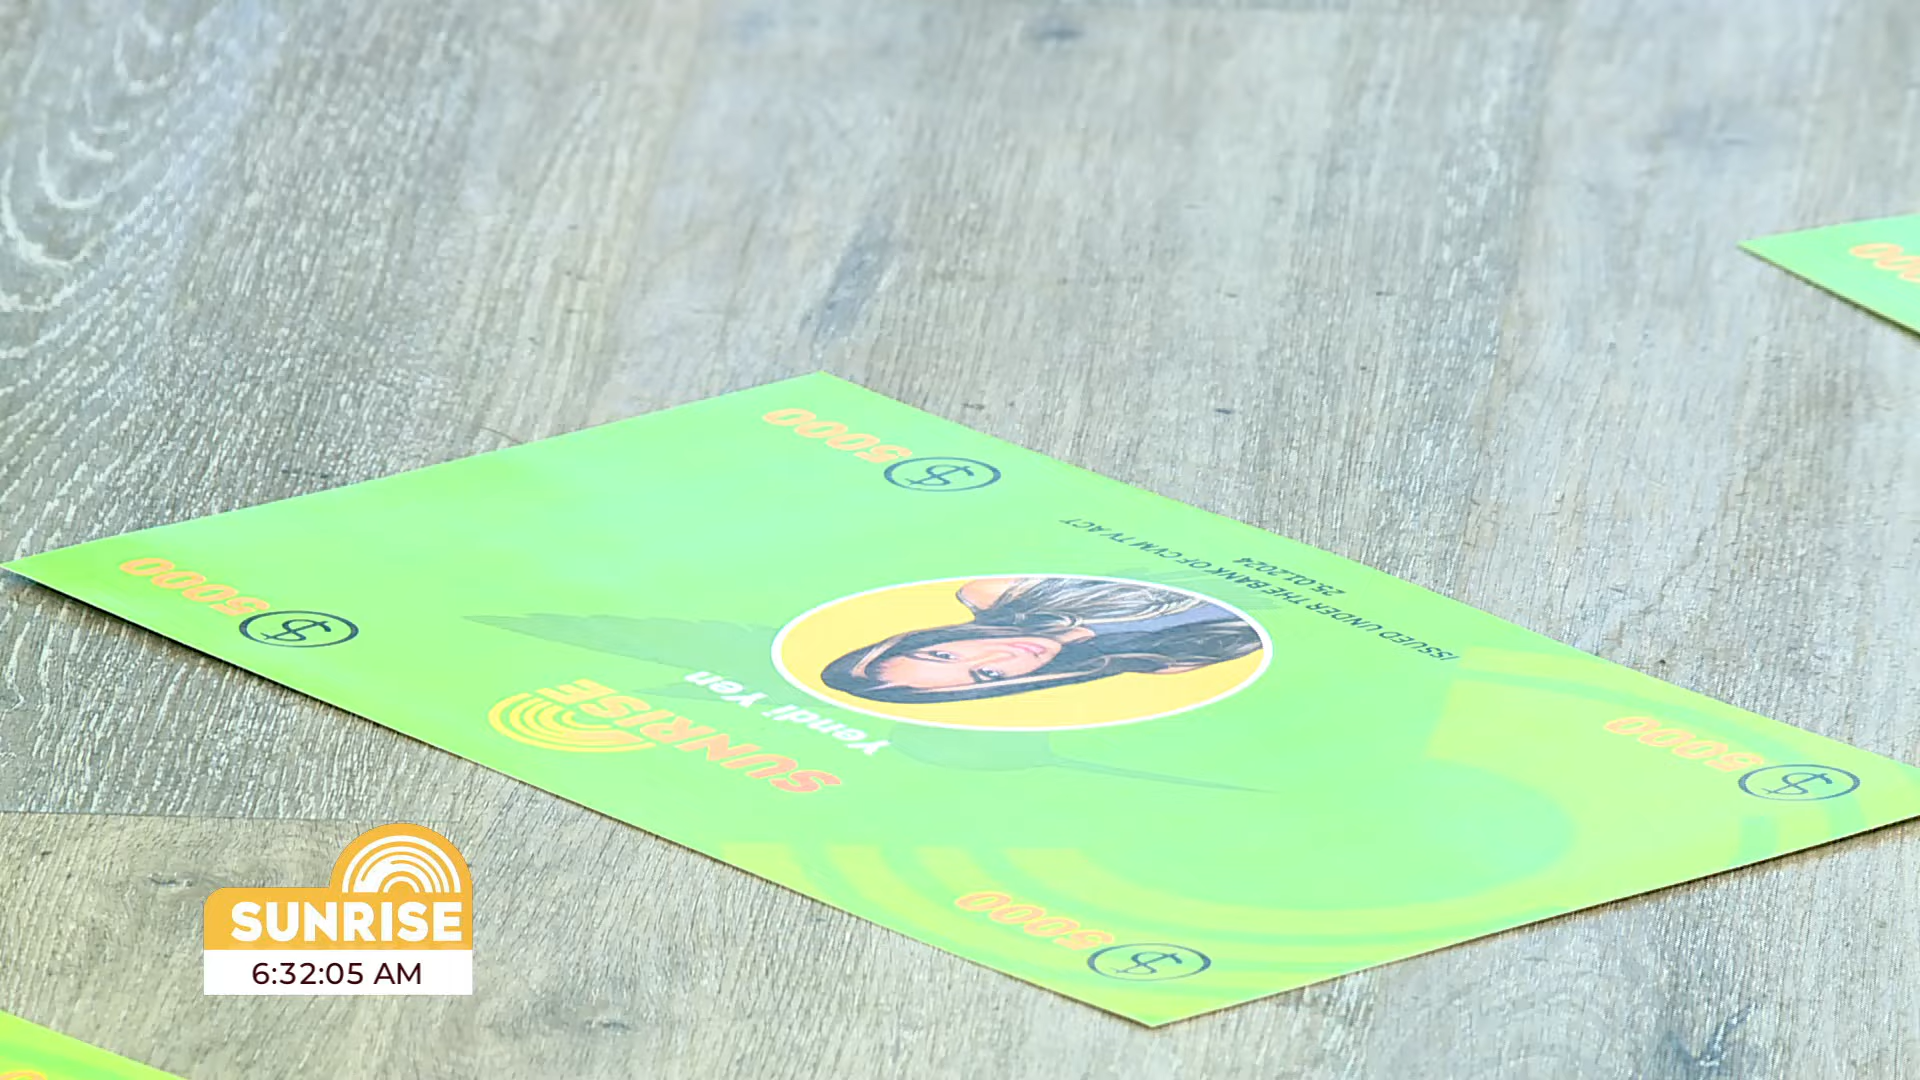 $5000
$5000
ISSUED UNDER THE BANK OF CVM TV ACT
25.01.2024
SUNRISE
Yendi Yen
$5000
$5000
SUNRISE
6:32:05 AM